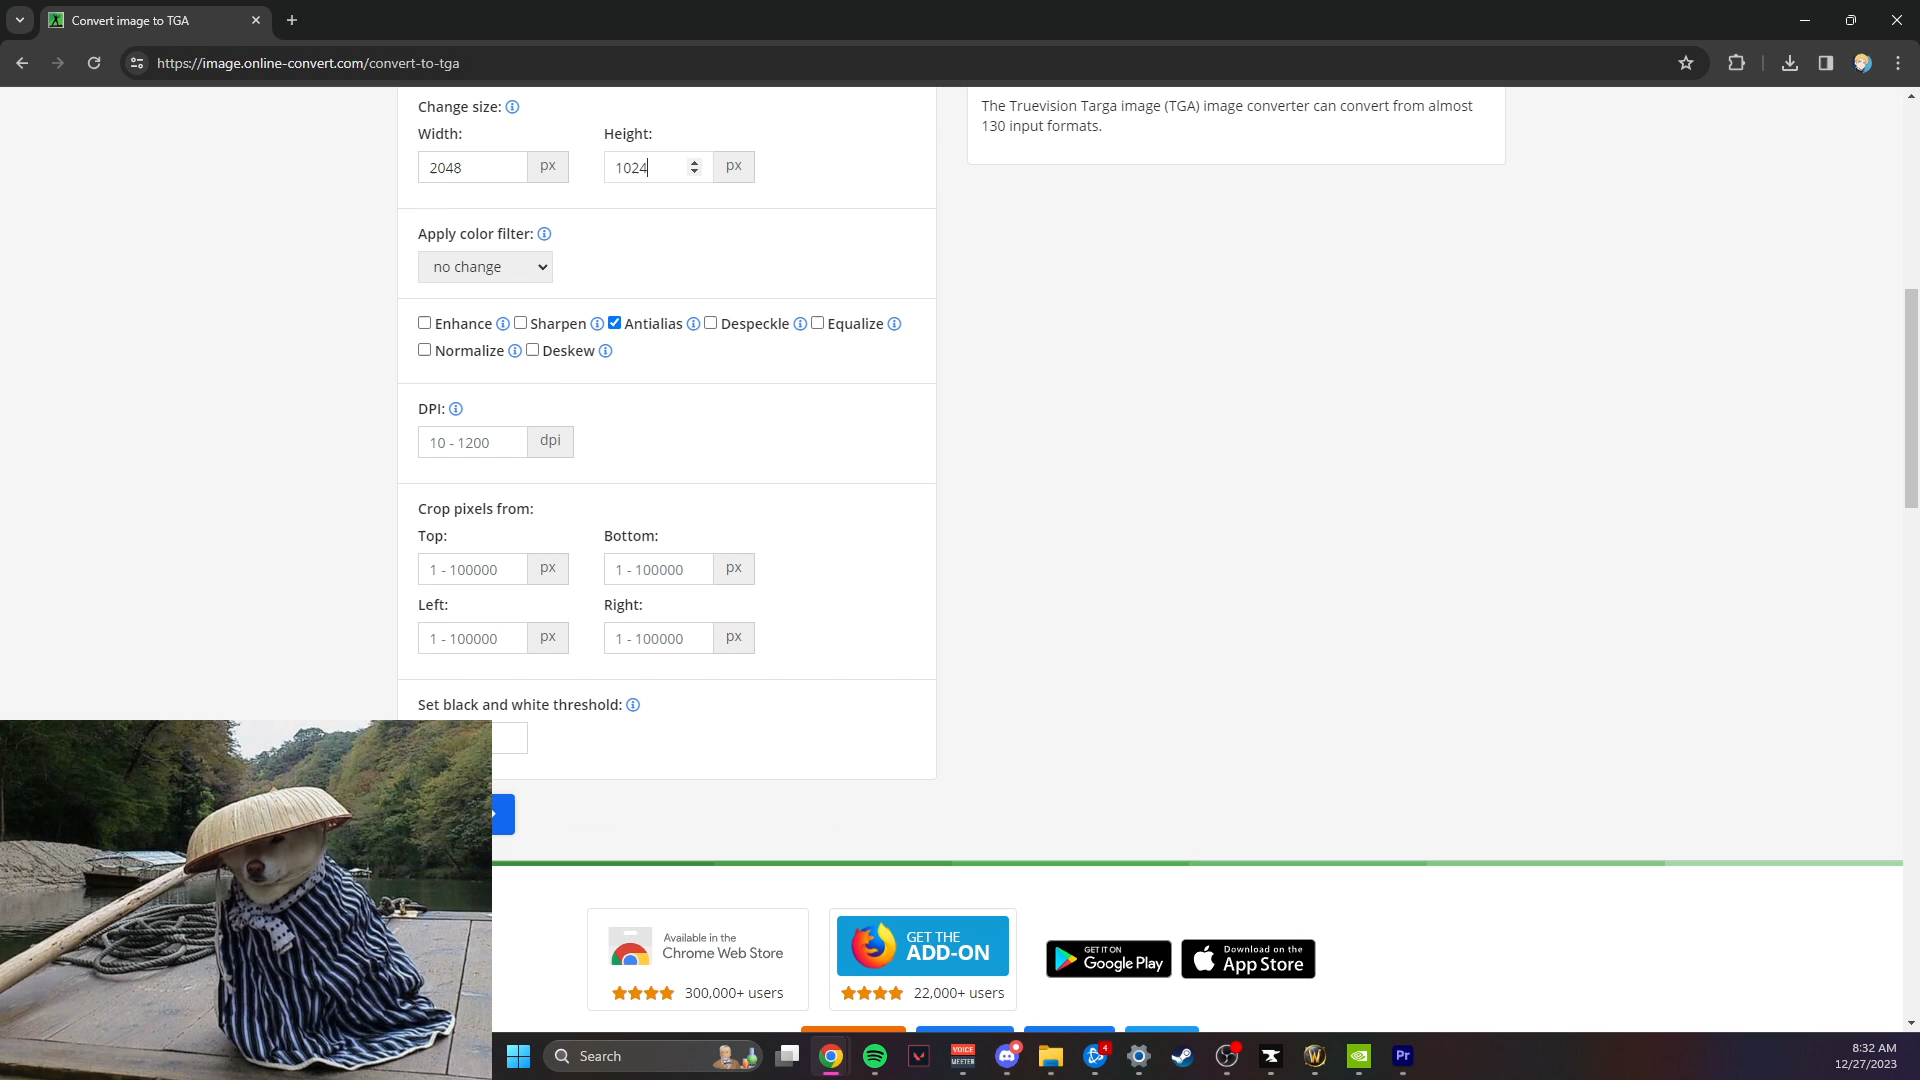 Convert image to TGA
https://image.online-convert.com/convert-to-tga
Change size:
Width:
Height:
2048 px
1024 px
Apply color filter:
no change
Enhance Sharpen Antialias Despeckle Equalize
Normalize Deskew
DPI:
10 - 1200 dpi
Crop pixels from:
Top:
Bottom:
1 - 100000 px
1 - 100000 px
Left:
Right:
1 - 100000 px
1 - 100000 px
Set black and white threshold:
The Truevision Targa image (TGA) image converter can convert from almost
130 input formats.
Available in the
Chrome Web Store
300,000+ users
GET THE
ADD-ON
22,000+ users
GET IT ON
Google Play
Download on the
App Store
Search
VOICE
MEETER
4
Pr
8:32 AM
12/27/2023